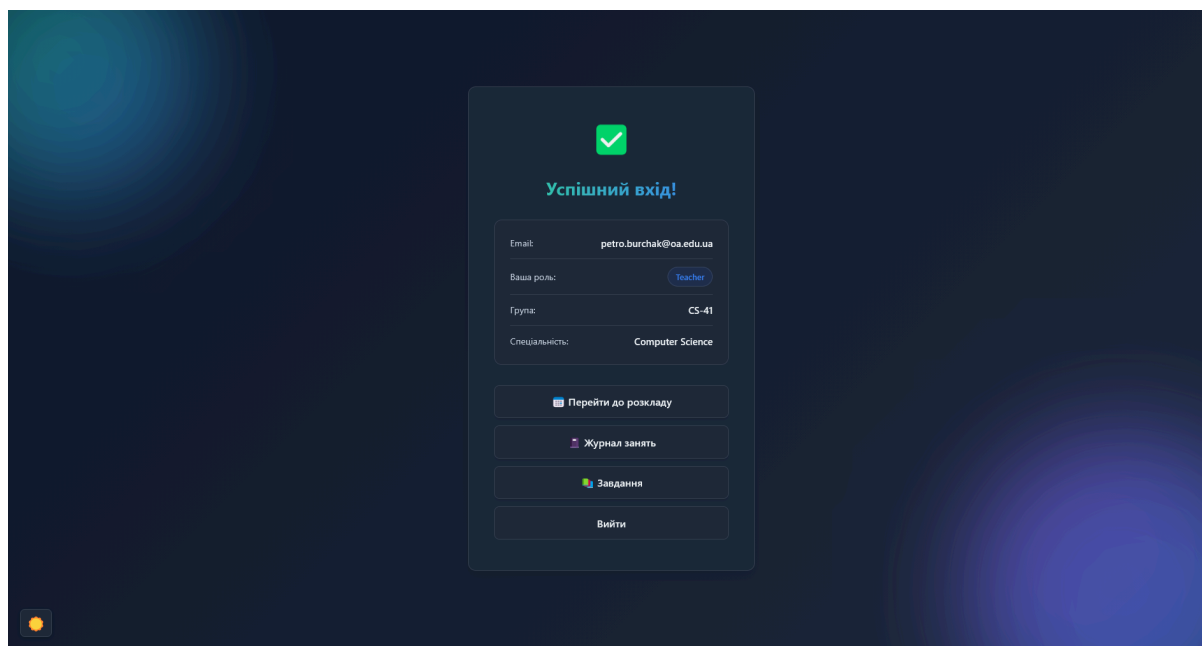 Успішний вхід!
Email: petro.burchak@oa.edu.ua
Ваша роль: Teacher
Група: CS-41
Спеціальність: Computer Science
Перейти до розкладу
Журнал занять
Завдання
Вийти